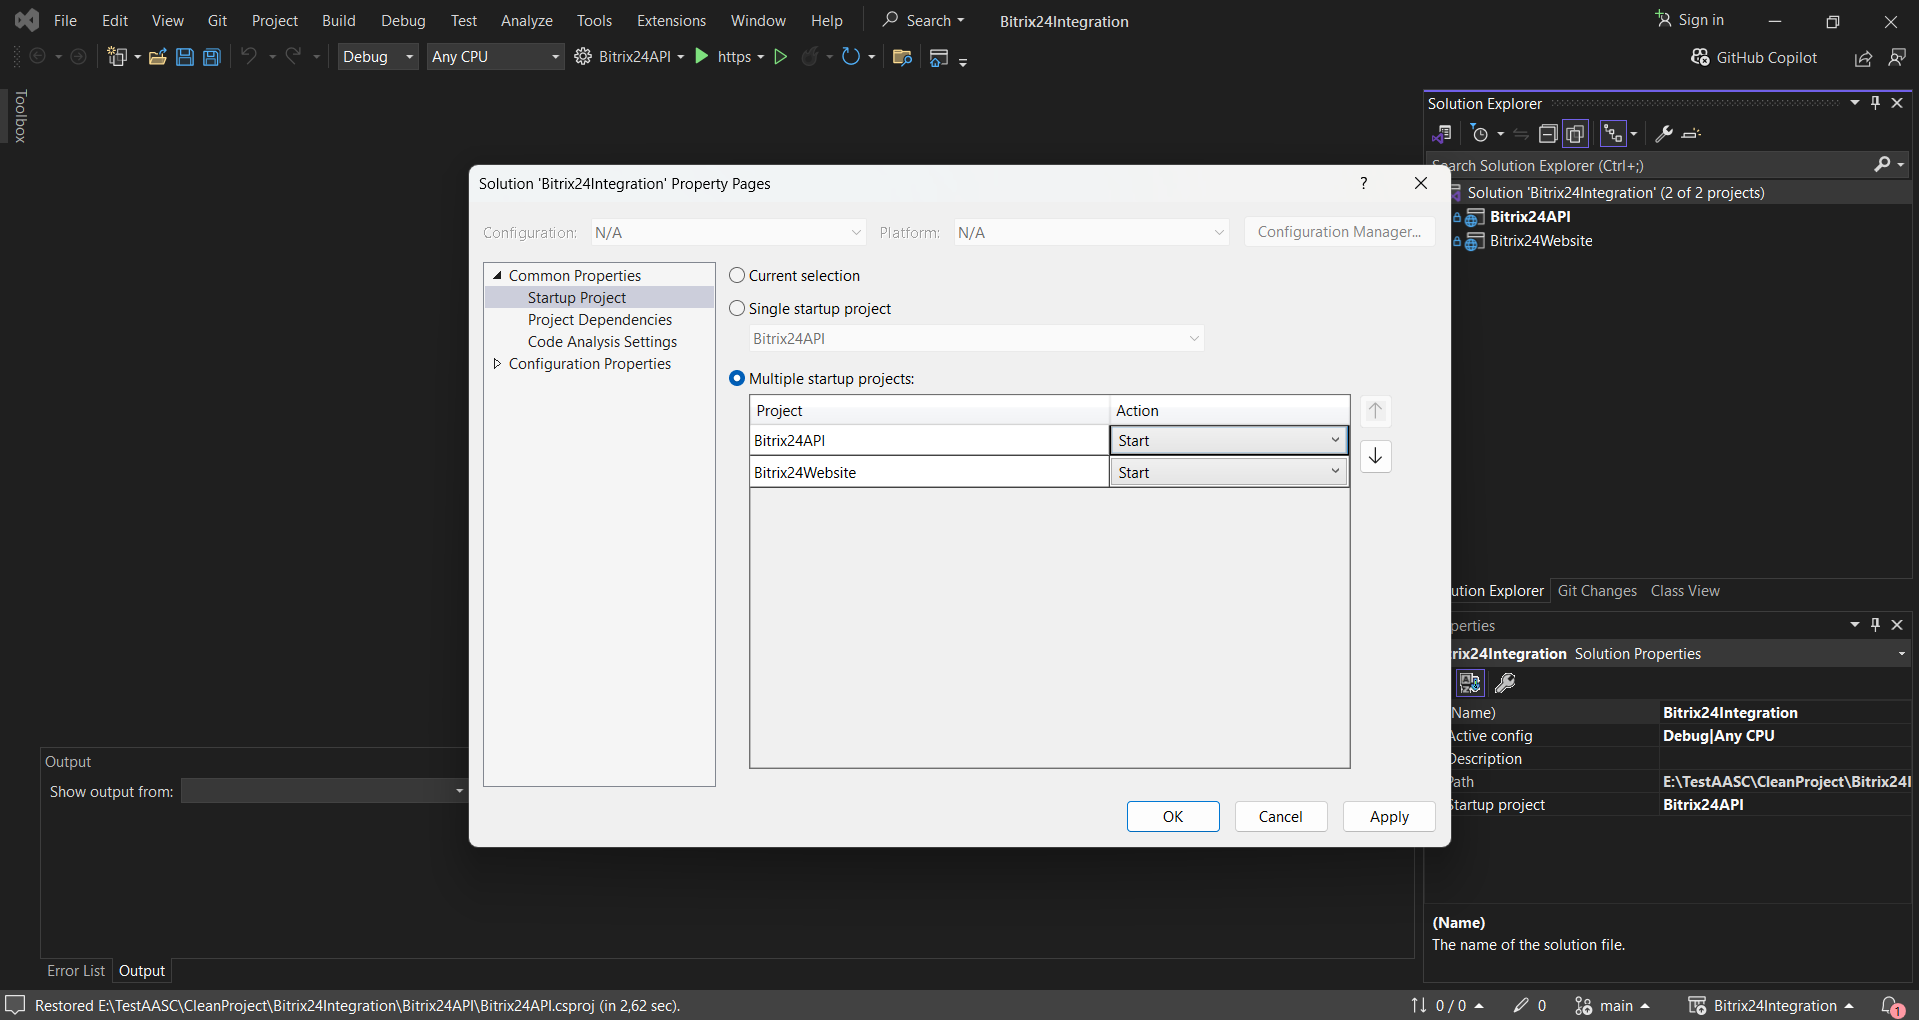 File Edit View Git Project Build Debug Test Analyze Tools Extensions Window Help Search Bitrix24Integration Sign in
Debug Any CPU Bitrix24API https GitHub Copilot
Toolbox
Solution Explorer
Search Solution Explorer (Ctrl+;)
Solution 'Bitrix24Integration' (2 of 2 projects)
Bitrix24API
Bitrix24Website
Solution 'Bitrix24Integration' Property Pages ?
Configuration: N/A Platform: N/A Configuration Manager...
Common Properties
Startup Project
Project Dependencies
Code Analysis Settings
Configuration Properties
Current selection
Single startup project
Bitrix24API
Multiple startup projects:
Project Action
Bitrix24API Start
Bitrix24Website Start
OK Cancel Apply
ution Explorer Git Changes Class View
perties
trix24Integration Solution Properties
Name) Bitrix24Integration
Active config Debug|Any CPU
Description
Path E:\TestAASC\CleanProject\Bitrix24I
Startup project Bitrix24API
(Name)
The name of the solution file.
Output
Show output from:
Error List Output
Restored E:\TestAASC\CleanProject\Bitrix24Integration\Bitrix24API\Bitrix24API.csproj (in 2,62 sec). 0 / 0 0 main Bitrix24Integration 1